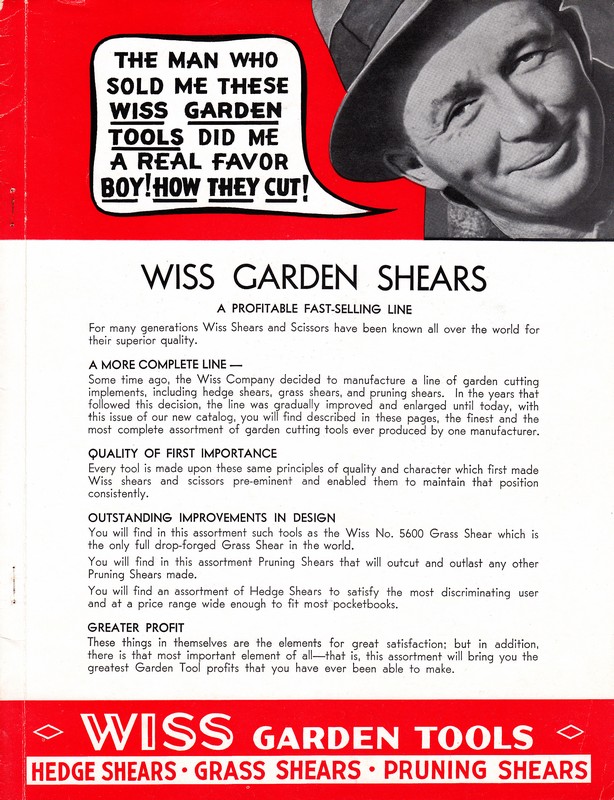 THE MAN WHO
SOLD ME THESE
WISS GARDEN
TOOLS DID ME
A REAL FAVOR
BOY! HOW THEY CUT!
WISS GARDEN SHEARS
A PROFITABLE FAST-SELLING LINE
For many generations Wiss Shears and Scissors have been known all over the world for
their superior quality.
A MORE COMPLETE LINE —
Some time ago, the Wiss Company decided to manufacture a line of garden cutting
implements, including hedge shears, grass shears, and pruning shears. In the years that
followed this decision, the line was gradually improved and enlarged until today, with
this issue of our new catalog, you will find described in these pages, the finest and the
most complete assortment of garden cutting tools ever produced by one manufacturer.
QUALITY OF FIRST IMPORTANCE
Every tool is made upon these same principles of quality and character which first made
Wiss shears and scissors pre-eminent and enabled them to maintain that position
consistently.
OUTSTANDING IMPROVEMENTS IN DESIGN
You will find in this assortment such tools as the Wiss No. 5600 Grass Shear which is
the only full drop-forged Grass Shear in the world.
You will find in this assortment Pruning Shears that will outcut and outlast any other
Pruning Shears made.
You will find an assortment of Hedge Shears to satisfy the most discriminating user
and at a price range wide enough to fit most pocketbooks.
GREATER PROFIT
These things in themselves are the elements for great satisfaction; but in addition,
there is that most important element of all—that is, this assortment will bring you the
greatest Garden Tool profits that you have ever been able to make.
WISS GARDEN TOOLS
HEDGE SHEARS · GRASS SHEARS · PRUNING SHEARS